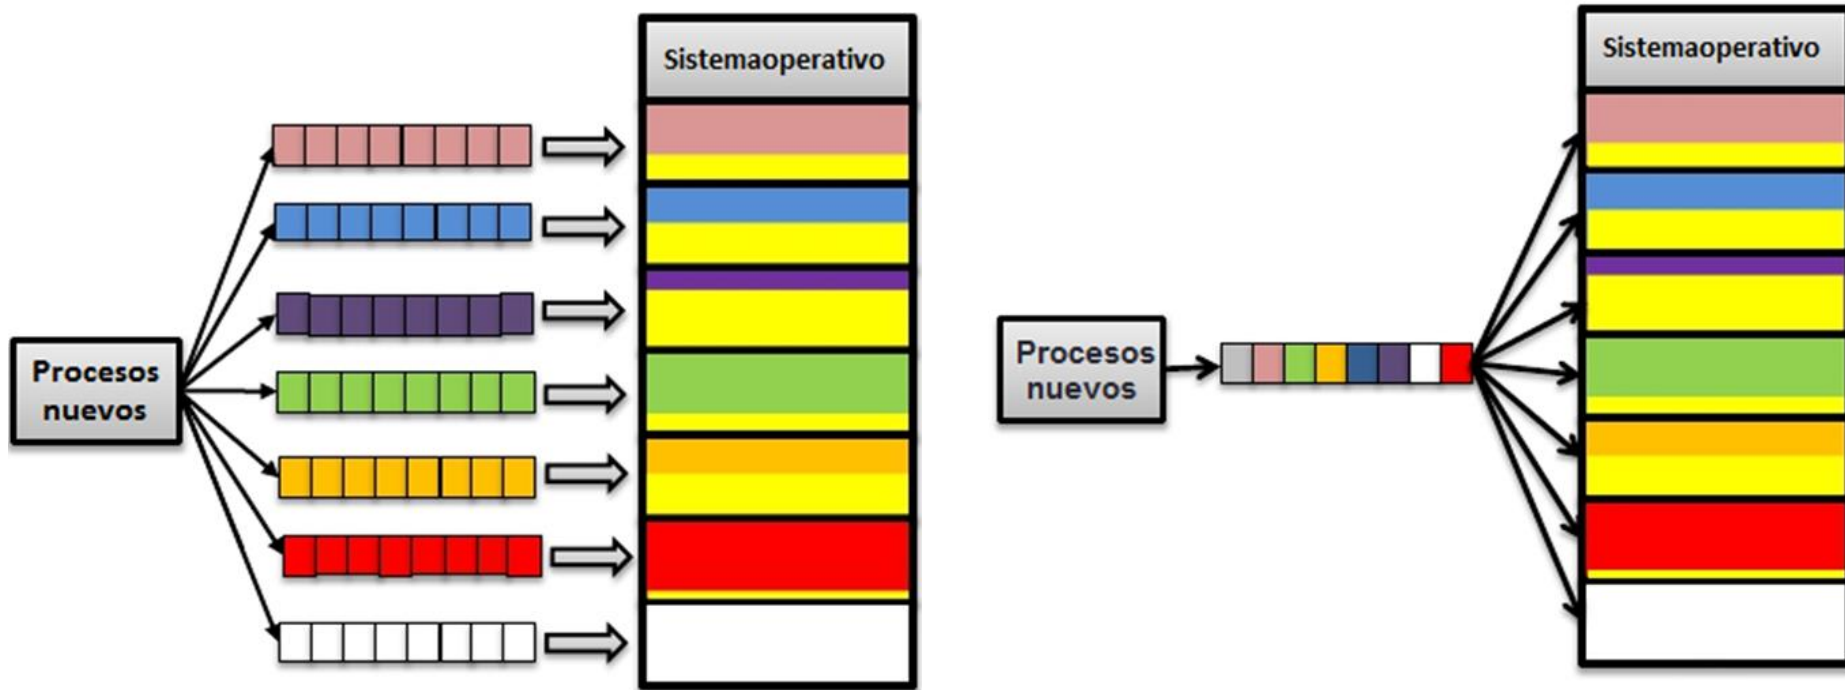 Sistemaoperativo
Procesos
nuevos
Sistemaoperativo
Procesos
nuevos